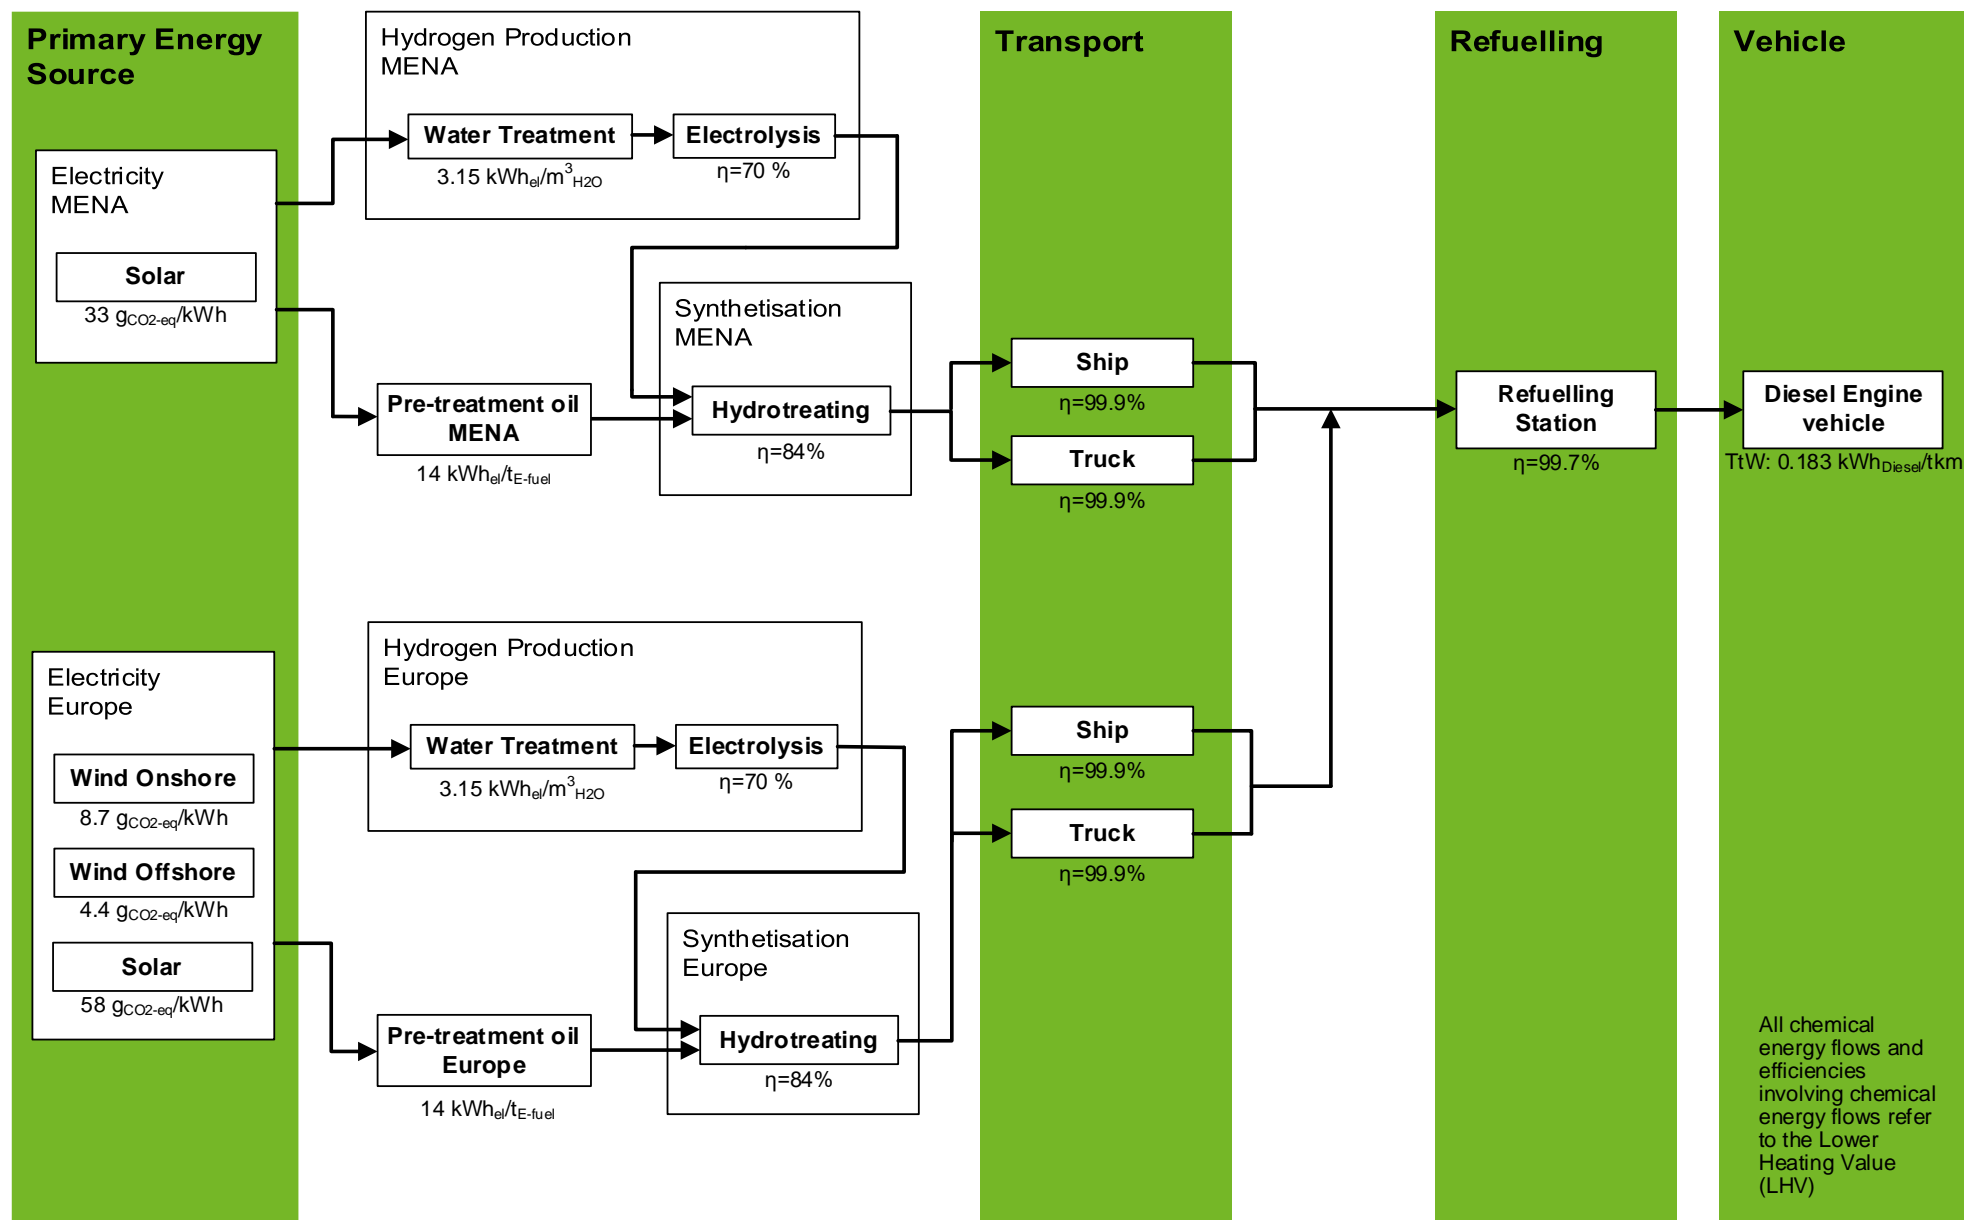 Primary Energy
Source
Electricity
MENA
Solar
33 gCO2-eq/kWh
Electricity
Europe
Wind Onshore
8.7 gCO2-eq/kWh
Wind Offshore
4.4 gCO2-eq/kWh
Solar
58 gCO2-eq/kWh
Hydrogen Production
MENA
Water Treatment
3.15 kWhel/m3H2O
Electrolysis
η=70 %
Pre-treatment oil
MENA
14 kWhel/tE-fuel
Synthetisation
MENA
Hydrotreating
η=84%
Hydrogen Production
Europe
Water Treatment
3.15 kWhel/m3H2O
Electrolysis
η=70 %
Pre-treatment oil
Europe
14 kWhel/tE-fuel
Synthetisation
Europe
Hydrotreating
η=84%
Transport
Ship
η=99.9%
Truck
η=99.9%
Ship
η=99.9%
Truck
η=99.9%
Refuelling
Refuelling
Station
η=99.7%
Vehicle
Diesel Engine
vehicle
TtW: 0.183 kWhDiesel/tkm
All chemical
energy flows and
efficiencies
involving chemical
energy flows refer
to the Lower
Heating Value
(LHV)